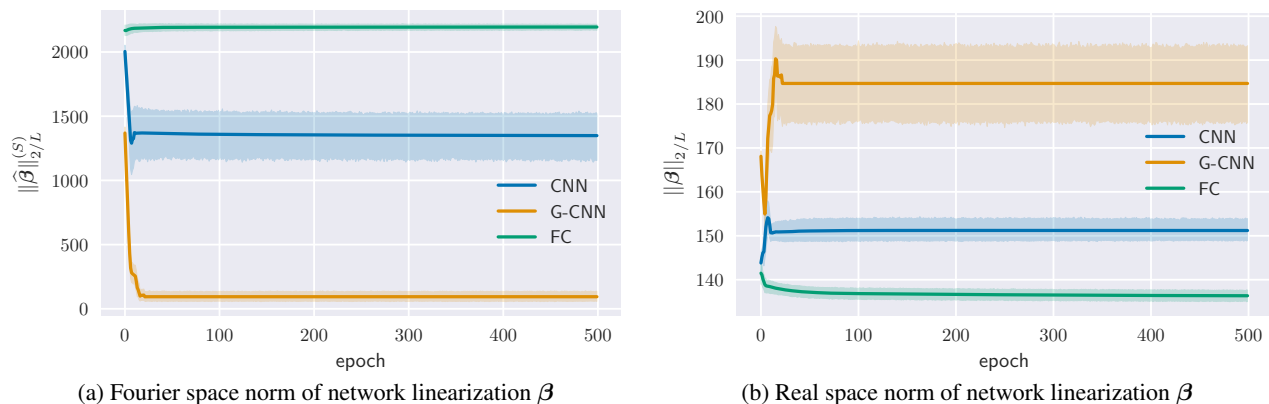 2000
1500
1000
500
0
‖β̂‖₂/L^(S)
CNN
G-CNN
FC
0 100 200 300 400 500
epoch
(a) Fourier space norm of network linearization β
200
190
180
170
160
150
140
‖β‖₂/L
CNN
G-CNN
FC
0 100 200 300 400 500
epoch
(b) Real space norm of network linearization β